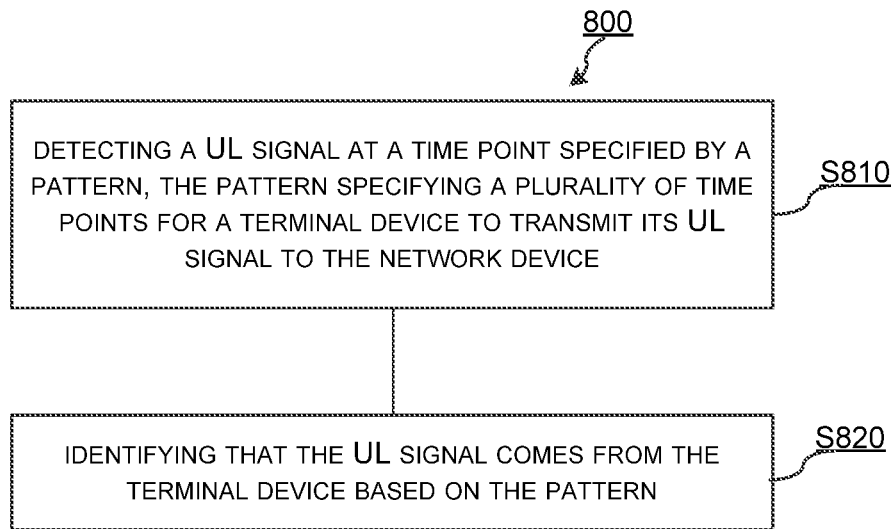 800
DETECTING A UL SIGNAL AT A TIME POINT SPECIFIED BY A
PATTERN, THE PATTERN SPECIFYING A PLURALITY OF TIME
POINTS FOR A TERMINAL DEVICE TO TRANSMIT ITS UL
SIGNAL TO THE NETWORK DEVICE
S810
IDENTIFYING THAT THE UL SIGNAL COMES FROM THE
TERMINAL DEVICE BASED ON THE PATTERN
S820